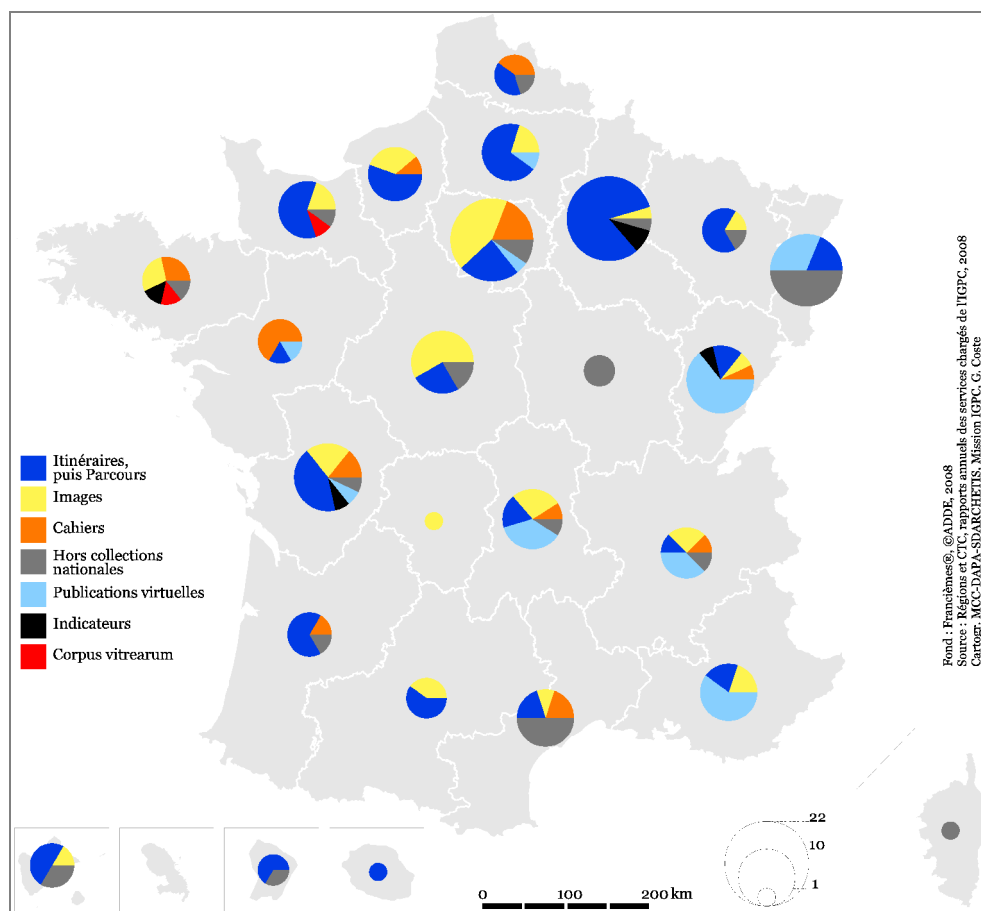 Itinéraires,
puis Parcours
Images
Cahiers
Hors collections
nationales
Publications virtuelles
Indicateurs
Corpus vitrearum
Fond : Francièmes®, ©ADDE, 2008
Source : Régions et CTC, rapports annuels des services chargés de l'IGPC, 2008
Cartogr. MCC-DAPA-SDARCHETIS, Mission IGPC, G. Coste
22
10
1
0 100 200 km